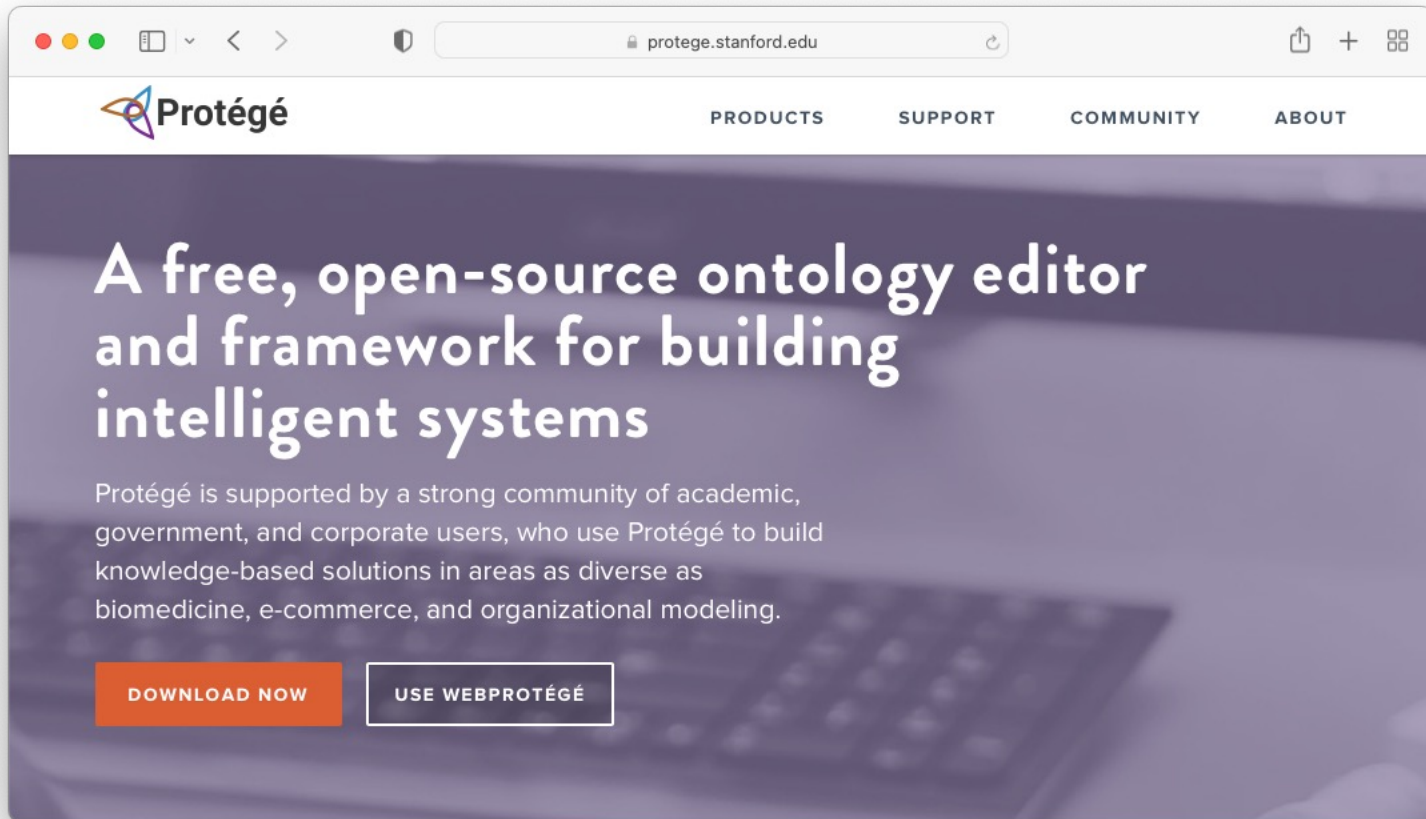 protege.stanford.edu
Protégé
PRODUCTS SUPPORT COMMUNITY ABOUT
A free, open-source ontology editor
and framework for building
intelligent systems
Protégé is supported by a strong community of academic,
government, and corporate users, who use Protégé to build
knowledge-based solutions in areas as diverse as
biomedicine, e-commerce, and organizational modeling.
DOWNLOAD NOW USE WEBPROTÉGÉ